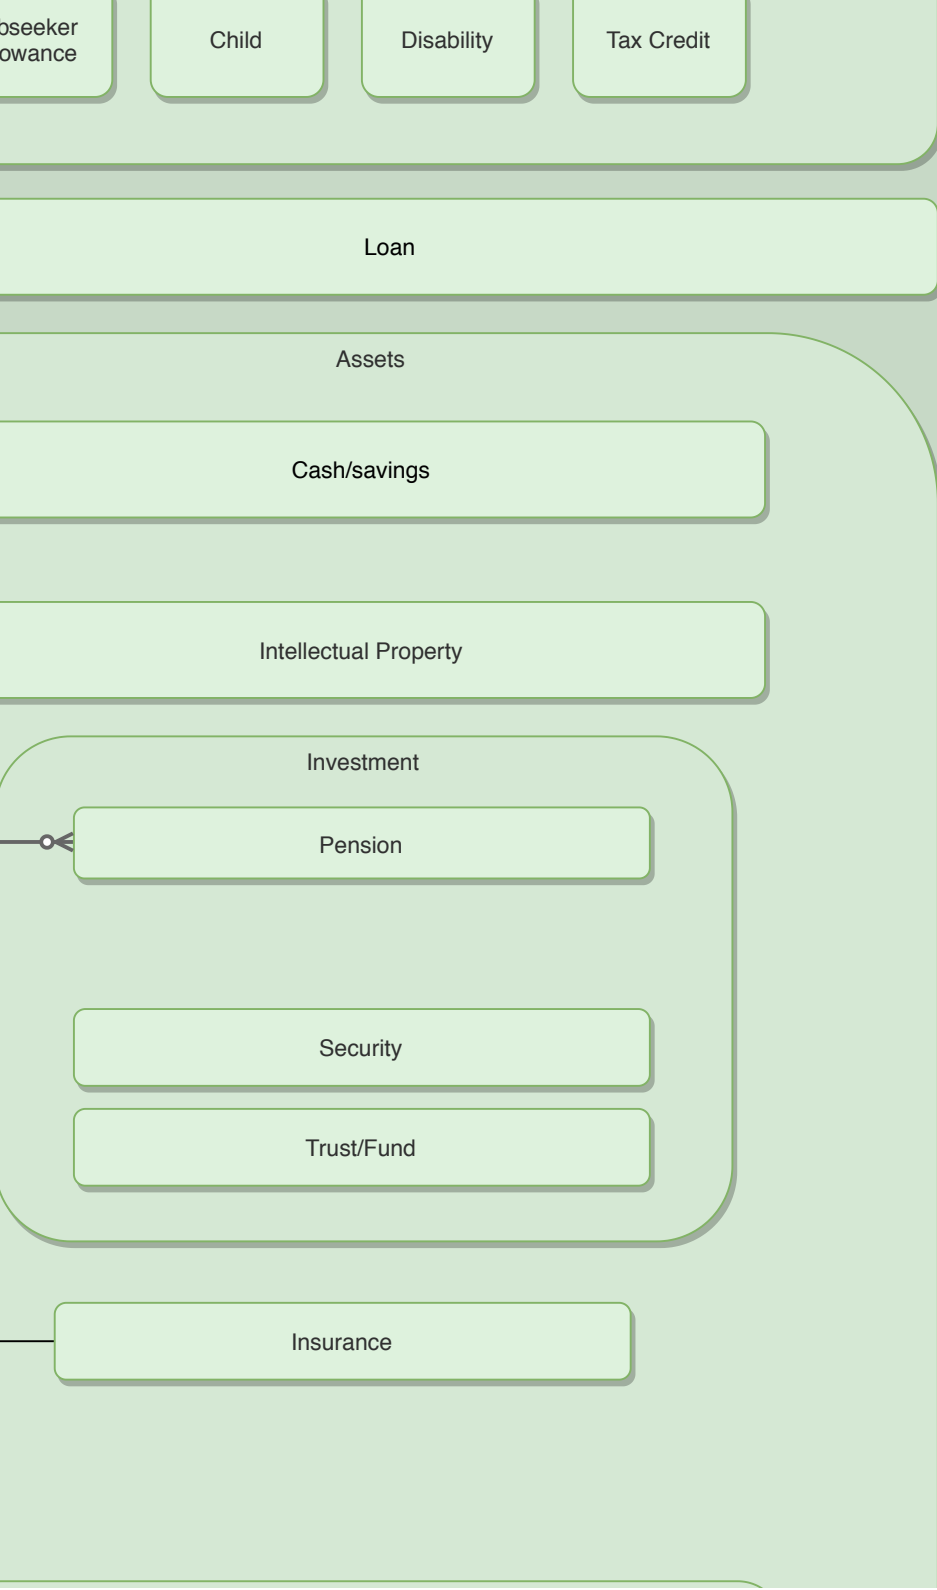 Child
Disability
Tax Credit
Loan
Assets
Cash/savings
Intellectual Property
Investment
Pension
Security
Trust/Fund
Insurance